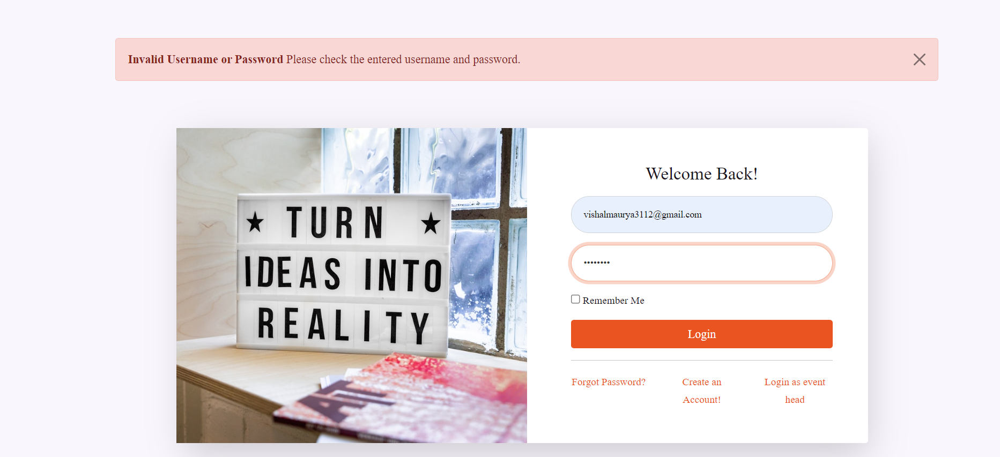 Invalid Username or Password Please check the entered username and password.
TURN
IDEAS INTO
REALITY
Welcome Back!
vishalmaurya3112@gmail.com
••••••••
Remember Me
Login
Forgot Password?
Create an
Account!
Login as event
head